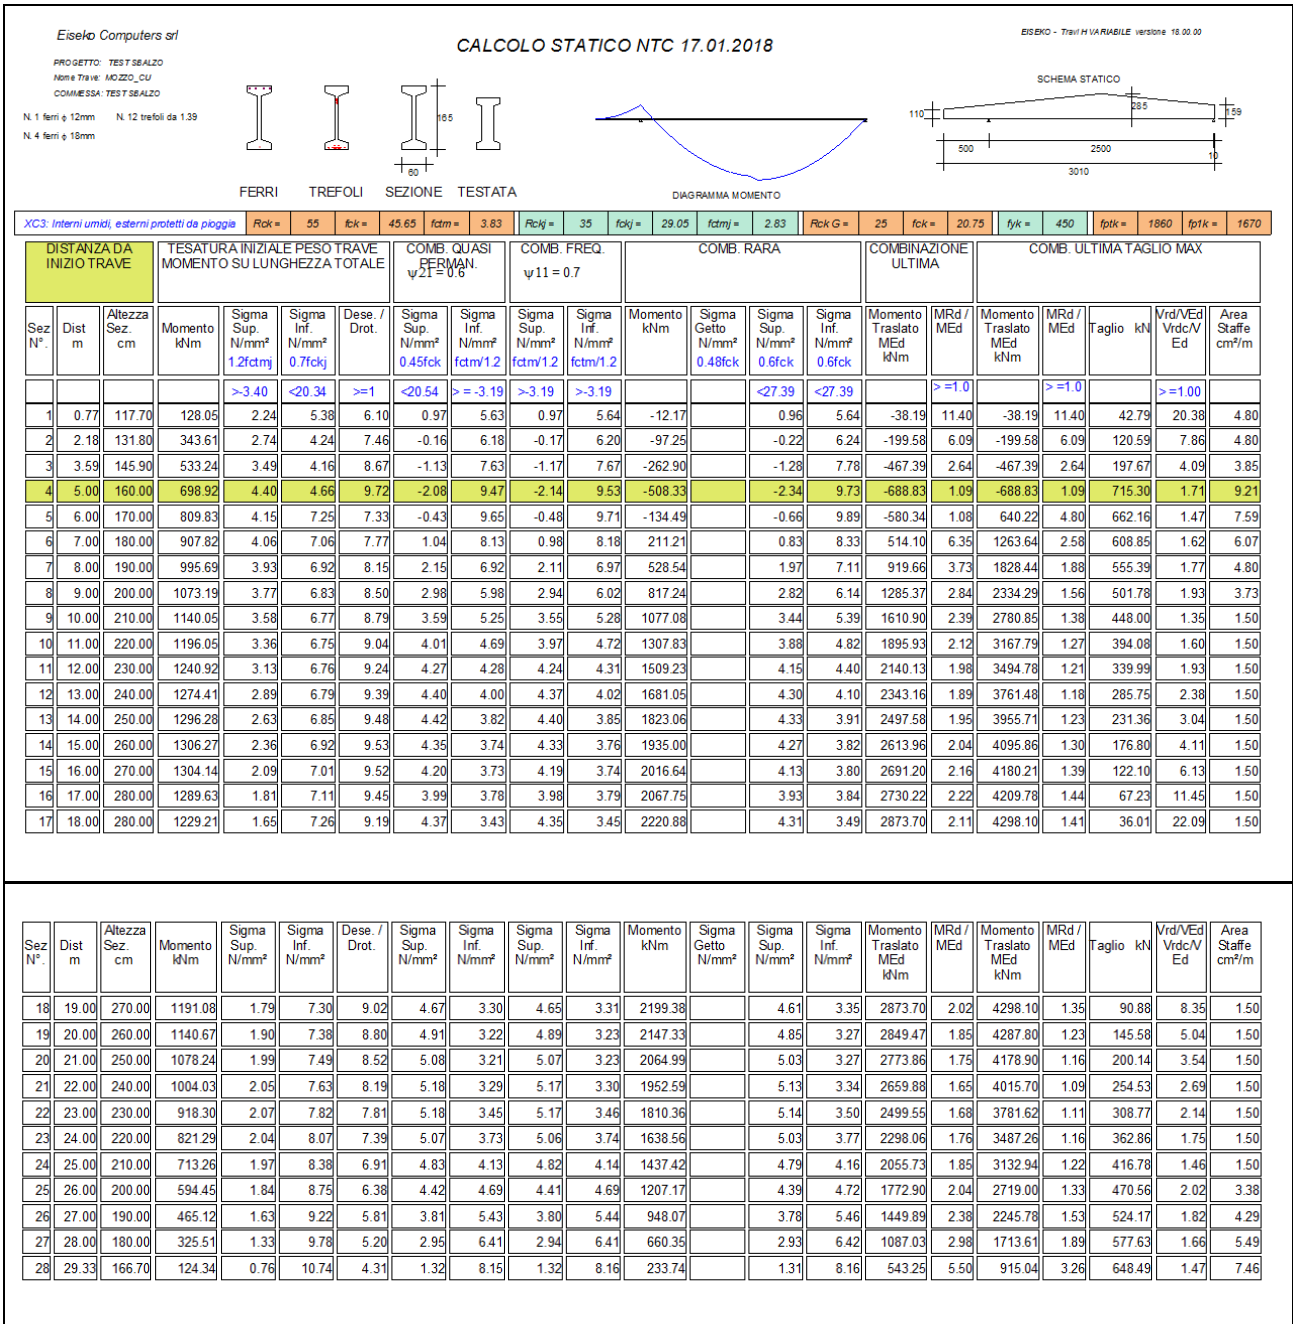 Eiseko Computers srl
CALCOLO STATICO NTC 17.01.2018
EISEKO - Travi H VARIABILE versione 18.00.00
PROGETTO: TEST SBALZO
Nome Trave: MOZZO_CU
COMMESSA: TEST SBALZO
N. 1 ferri ϕ 12mm N. 12 trefoli da 1.39
N. 4 ferri ϕ 18mm
165
60
FERRI TREFOLI SEZIONE TESTATA
DIAGRAMMA MOMENTO
SCHEMA STATICO
110 285 159
500 2500 10
3010
XC3: Interni umidi, esterni protetti da pioggia Rck = 55 fck = 45.65 fctm = 3.83 Rckj = 35 fckj = 29.05 fctmj = 2.83 Rck G = 25 fck = 20.75 fyk = 450 fptk = 1860 fp1k = 1670
DISTANZA DA INIZIO TRAVE TESATURA INIZIALE PESO TRAVE MOMENTO SU LUNGHEZZA TOTALE COMB. QUASI PERMAN. ψ21 = 0.6 COMB. FREQ. ψ11 = 0.7 COMB. RARA COMBINAZIONE ULTIMA COMB. ULTIMA TAGLIO MAX
Sez N°. Dist m Altezza Sez. cm Momento kNm Sigma Sup. N/mm² 1.2fctmj Sigma Inf. N/mm² 0.7fckj Dese. / Drot. Sigma Sup. N/mm² 0.45fck Sigma Inf. N/mm² fctm/1.2 Sigma Sup. N/mm² fctm/1.2 Sigma Inf. N/mm² fctm/1.2 Momento kNm Sigma Getto N/mm² 0.48fck Sigma Sup. N/mm² 0.6fck Sigma Inf. N/mm² 0.6fck Momento Traslato MEd kNm MRd / MEd Momento Traslato MEd kNm MRd / MEd Taglio kN Vrd/VEd Vrdc/V Ed Area Staffe cm²/m
>-3.40 <20.34 >=1 <20.54 > = -3.19 >-3.19 >-3.19 <27.39 <27.39 > =1.0 > =1.0 > =1.00
1 0.77 117.70 128.05 2.24 5.38 6.10 0.97 5.63 0.97 5.64 -12.17 0.96 5.64 -38.19 11.40 -38.19 11.40 42.79 20.38 4.80
2 2.18 131.80 343.61 2.74 4.24 7.46 -0.16 6.18 -0.17 6.20 -97.25 -0.22 6.24 -199.58 6.09 -199.58 6.09 120.59 7.86 4.80
3 3.59 145.90 533.24 3.49 4.16 8.67 -1.13 7.63 -1.17 7.67 -262.90 -1.28 7.78 -467.39 2.64 -467.39 2.64 197.67 4.09 3.85
4 5.00 160.00 698.92 4.40 4.66 9.72 -2.08 9.47 -2.14 9.53 -508.33 -2.34 9.73 -688.83 1.09 -688.83 1.09 715.30 1.71 9.21
5 6.00 170.00 809.83 4.15 7.25 7.33 -0.43 9.65 -0.48 9.71 -134.49 -0.66 9.89 -580.34 1.08 640.22 4.80 662.16 1.47 7.59
6 7.00 180.00 907.82 4.06 7.06 7.77 1.04 8.13 0.98 8.18 211.21 0.83 8.33 514.10 6.35 1263.64 2.58 608.85 1.62 6.07
7 8.00 190.00 995.69 3.93 6.92 8.15 2.15 6.92 2.11 6.97 528.54 1.97 7.11 919.66 3.73 1828.44 1.88 555.39 1.77 4.80
8 9.00 200.00 1073.19 3.77 6.83 8.50 2.98 5.98 2.94 6.02 817.24 2.82 6.14 1285.37 2.84 2334.29 1.56 501.78 1.93 3.73
9 10.00 210.00 1140.05 3.58 6.77 8.79 3.59 5.25 3.55 5.28 1077.08 3.44 5.39 1610.90 2.39 2780.85 1.38 448.00 1.35 1.50
10 11.00 220.00 1196.05 3.36 6.75 9.04 4.01 4.69 3.97 4.72 1307.83 3.88 4.82 1895.93 2.12 3167.79 1.27 394.08 1.60 1.50
11 12.00 230.00 1240.92 3.13 6.76 9.24 4.27 4.28 4.24 4.31 1509.23 4.15 4.40 2140.13 1.98 3494.78 1.21 339.99 1.93 1.50
12 13.00 240.00 1274.41 2.89 6.79 9.39 4.40 4.00 4.37 4.02 1681.05 4.30 4.10 2343.16 1.89 3761.48 1.18 285.75 2.38 1.50
13 14.00 250.00 1296.28 2.63 6.85 9.48 4.42 3.82 4.40 3.85 1823.06 4.33 3.91 2497.58 1.95 3955.71 1.23 231.36 3.04 1.50
14 15.00 260.00 1306.27 2.36 6.92 9.53 4.35 3.74 4.33 3.76 1935.00 4.27 3.82 2613.96 2.04 4095.86 1.30 176.80 4.11 1.50
15 16.00 270.00 1304.14 2.09 7.01 9.52 4.20 3.73 4.19 3.74 2016.64 4.13 3.80 2691.20 2.16 4180.21 1.39 122.10 6.13 1.50
16 17.00 280.00 1289.63 1.81 7.11 9.45 3.99 3.78 3.98 3.79 2067.75 3.93 3.84 2730.22 2.22 4209.78 1.44 67.23 11.45 1.50
17 18.00 280.00 1229.21 1.65 7.26 9.19 4.37 3.43 4.35 3.45 2220.88 4.31 3.49 2873.70 2.11 4298.10 1.41 36.01 22.09 1.50
Sez N°. Dist m Altezza Sez. cm Momento kNm Sigma Sup. N/mm² Sigma Inf. N/mm² Dese. / Drot. Sigma Sup. N/mm² Sigma Inf. N/mm² Sigma Sup. N/mm² Sigma Inf. N/mm² Momento kNm Sigma Getto N/mm² Sigma Sup. N/mm² Sigma Inf. N/mm² Momento Traslato MEd kNm MRd / MEd Momento Traslato MEd kNm MRd / MEd Taglio kN Vrd/VEd Vrdc/V Ed Area Staffe cm²/m
18 19.00 270.00 1191.08 1.79 7.30 9.02 4.67 3.30 4.65 3.31 2199.38 4.61 3.35 2873.70 2.02 4298.10 1.35 90.88 8.35 1.50
19 20.00 260.00 1140.67 1.90 7.38 8.80 4.91 3.22 4.89 3.23 2147.33 4.85 3.27 2849.47 1.85 4287.80 1.23 145.58 5.04 1.50
20 21.00 250.00 1078.24 1.99 7.49 8.52 5.08 3.21 5.07 3.23 2064.99 5.03 3.27 2773.86 1.75 4178.90 1.16 200.14 3.54 1.50
21 22.00 240.00 1004.03 2.05 7.63 8.19 5.18 3.29 5.17 3.30 1952.59 5.13 3.34 2659.88 1.65 4015.70 1.09 254.53 2.69 1.50
22 23.00 230.00 918.30 2.07 7.82 7.81 5.18 3.45 5.17 3.46 1810.36 5.14 3.50 2499.55 1.68 3781.62 1.11 308.77 2.14 1.50
23 24.00 220.00 821.29 2.04 8.07 7.39 5.07 3.73 5.06 3.74 1638.56 5.03 3.77 2298.06 1.76 3487.26 1.16 362.86 1.75 1.50
24 25.00 210.00 713.26 1.97 8.38 6.91 4.83 4.13 4.82 4.14 1437.42 4.79 4.16 2055.73 1.85 3132.94 1.22 416.78 1.46 1.50
25 26.00 200.00 594.45 1.84 8.75 6.38 4.42 4.69 4.41 4.69 1207.17 4.39 4.72 1772.90 2.04 2719.00 1.33 470.56 2.02 3.38
26 27.00 190.00 465.12 1.63 9.22 5.81 3.81 5.43 3.80 5.44 948.07 3.78 5.46 1449.89 2.38 2245.78 1.53 524.17 1.82 4.29
27 28.00 180.00 325.51 1.33 9.78 5.20 2.95 6.41 2.94 6.41 660.35 2.93 6.42 1087.03 2.98 1713.61 1.89 577.63 1.66 5.49
28 29.33 166.70 124.34 0.76 10.74 4.31 1.32 8.15 1.32 8.16 233.74 1.31 8.16 543.25 5.50 915.04 3.26 648.49 1.47 7.46